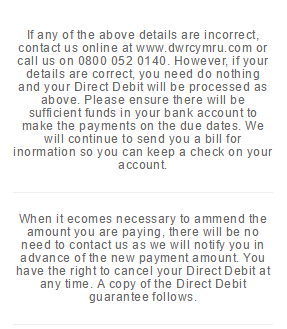 If any of the above details are incorrect,
contact us online at www.dwrcymru.com or
call us on 0800 052 0140. However, if your
details are correct, you need do nothing
and your Direct Debit will be processed as
above. Please ensure there will be
sufficient funds in your bank account to
make the payments on the due dates. We
will continue to send you a bill for
inormation so you can keep a check on your
account.
When it ecomes necessary to ammend the
amount you are paying, there will be no
need to contact us as we will notify you in
advance of the new payment amount. You
have the right to cancel your Direct Debit at
any time. A copy of the Direct Debit
guarantee follows.